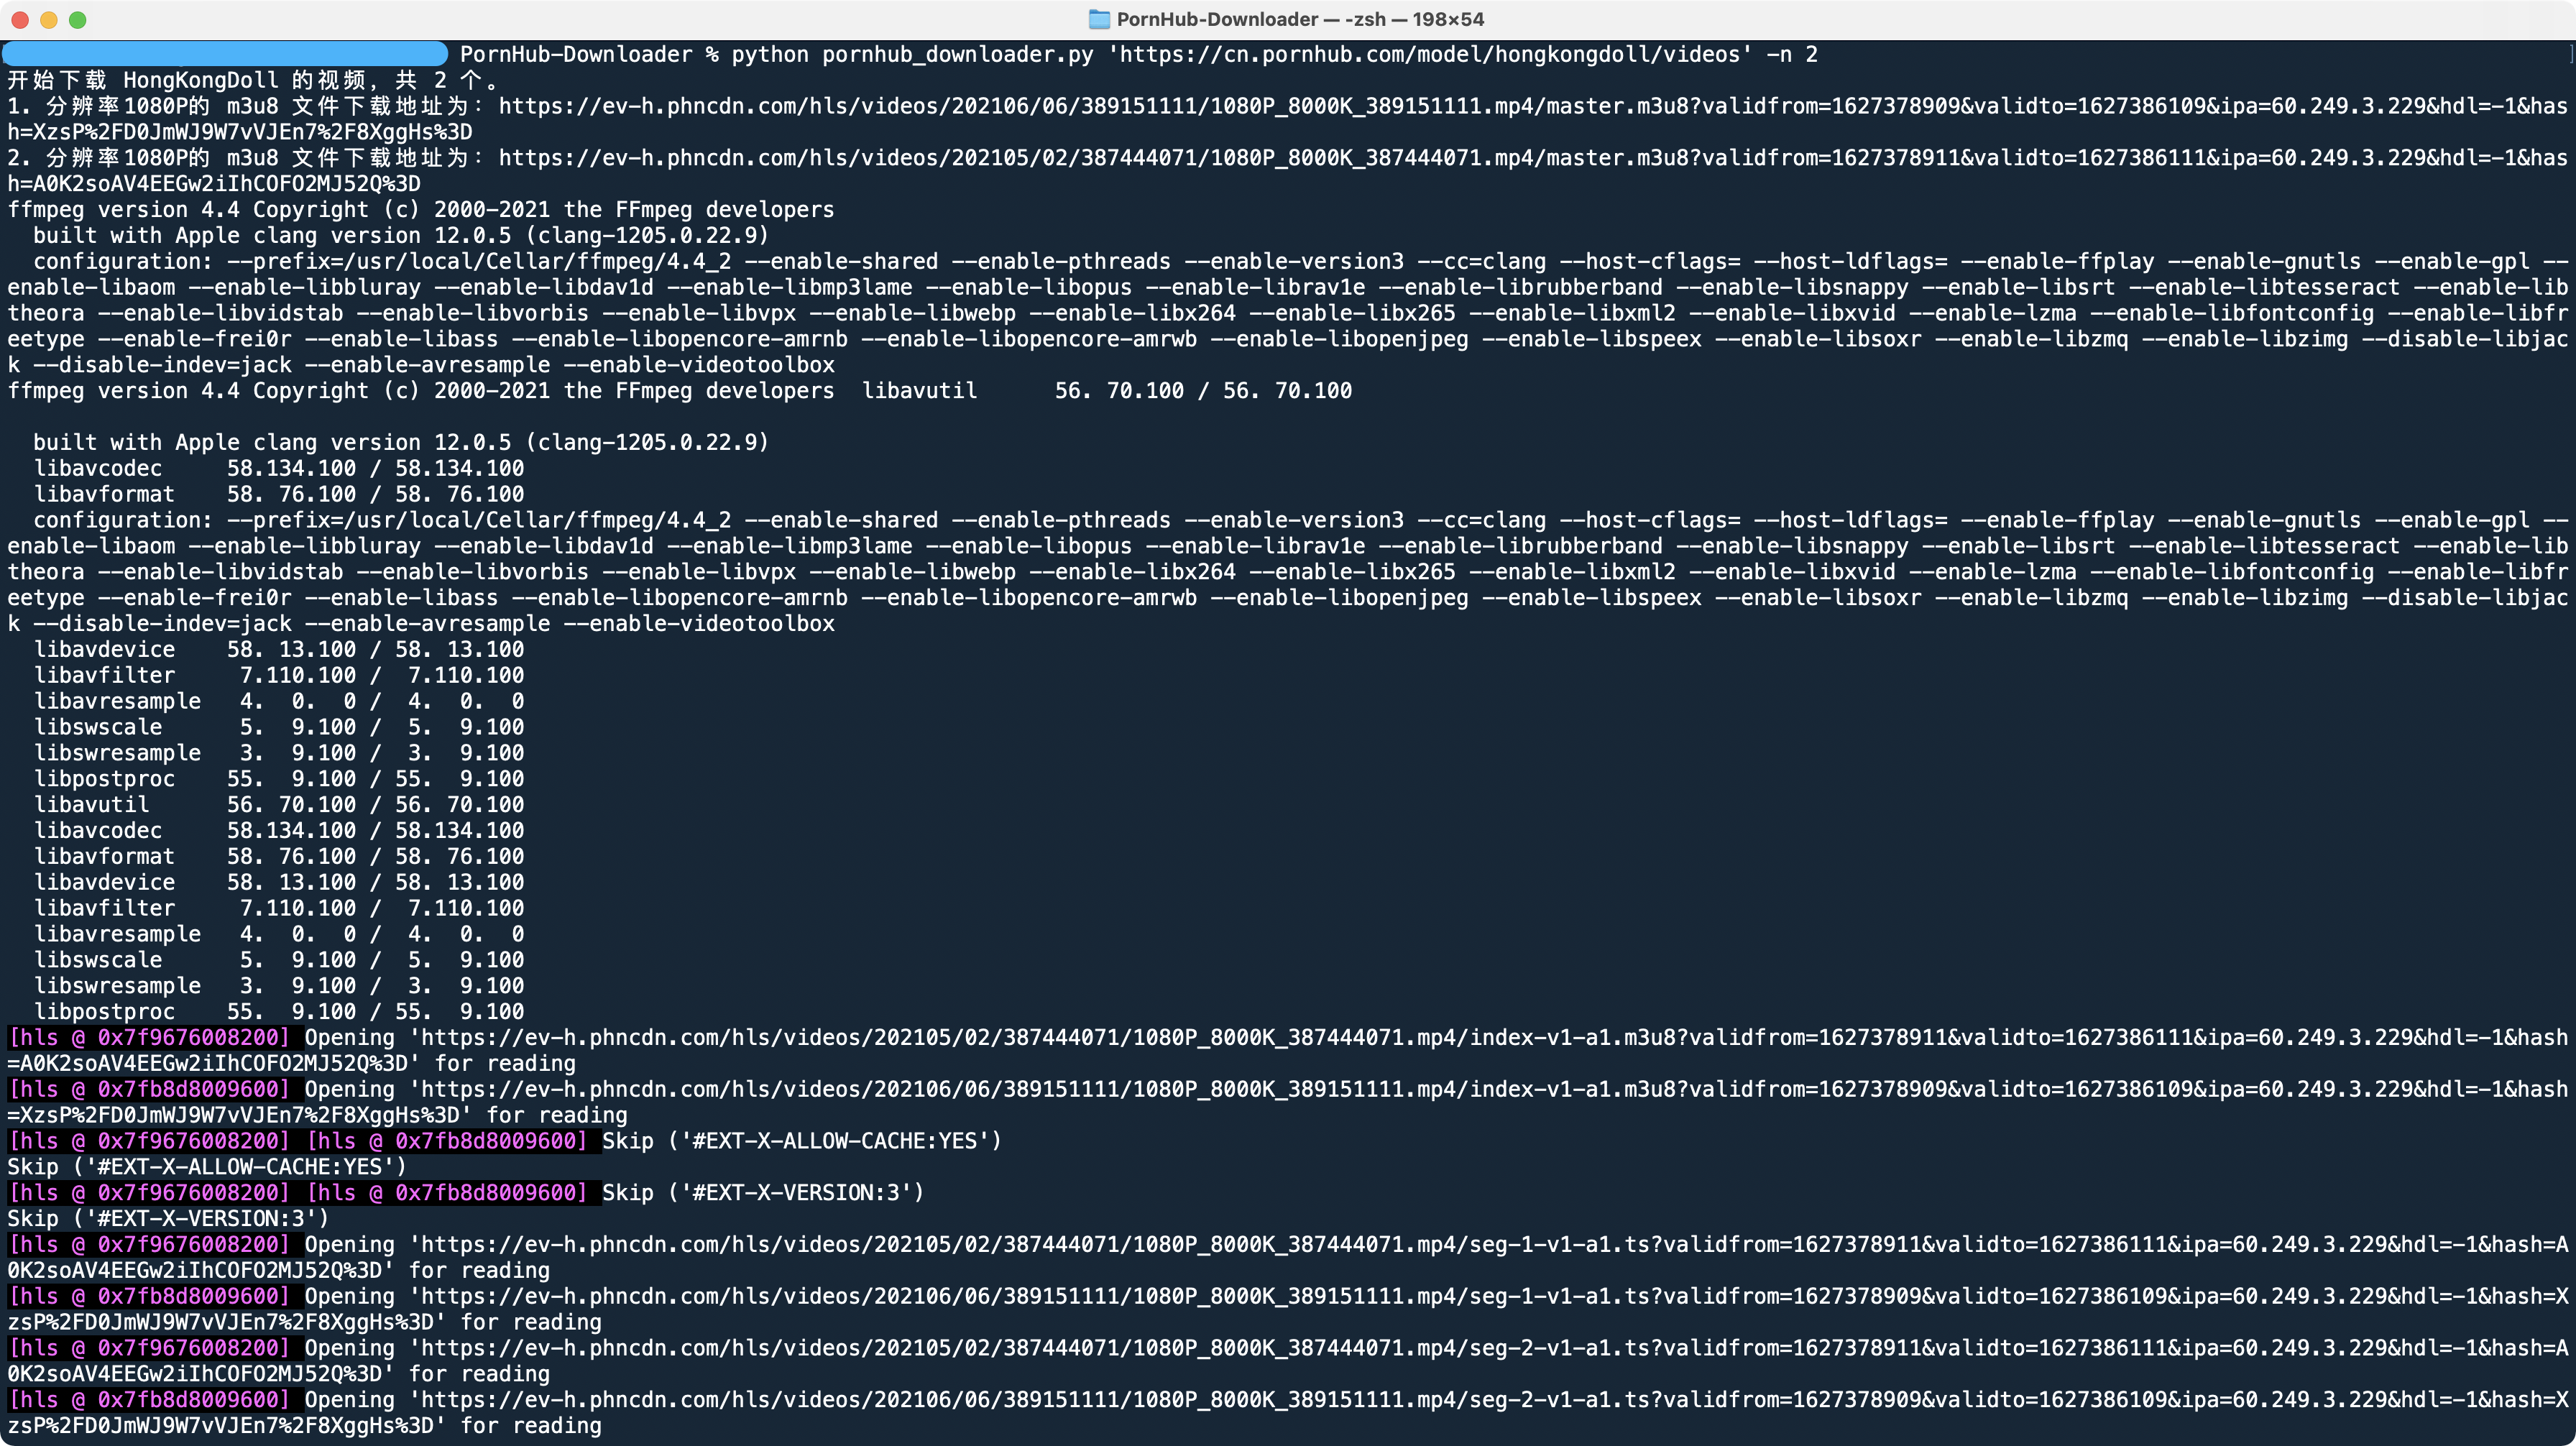 PornHub-Downloader — -zsh — 198×54
PornHub-Downloader % python pornhub_downloader.py 'https://cn.pornhub.com/model/hongkongdoll/videos' -n 2
开始下载 HongKongDoll 的视频, 共 2 个。
1. 分辨率1080P的 m3u8 文件下载地址为: https://ev-h.phncdn.com/hls/videos/202106/06/389151111/1080P_8000K_389151111.mp4/master.m3u8?validfrom=1627378909&validto=1627386109&ipa=60.249.3.229&hdl=-1&has
h=XzsP%2FD0JmWJ9W7vVJEn7%2F8XggHs%3D
2. 分辨率1080P的 m3u8 文件下载地址为: https://ev-h.phncdn.com/hls/videos/202105/02/387444071/1080P_8000K_387444071.mp4/master.m3u8?validfrom=1627378911&validto=1627386111&ipa=60.249.3.229&hdl=-1&has
h=A0K2soAV4EEGw2iIhCOFO2MJ52Q%3D
ffmpeg version 4.4 Copyright (c) 2000-2021 the FFmpeg developers
  built with Apple clang version 12.0.5 (clang-1205.0.22.9)
  configuration: --prefix=/usr/local/Cellar/ffmpeg/4.4_2 --enable-shared --enable-pthreads --enable-version3 --cc=clang --host-cflags= --host-ldflags= --enable-ffplay --enable-gnutls --enable-gpl --
enable-libaom --enable-libbluray --enable-libdav1d --enable-libmp3lame --enable-libopus --enable-librav1e --enable-librubberband --enable-libsnappy --enable-libsrt --enable-libtesseract --enable-lib
theora --enable-libvidstab --enable-libvorbis --enable-libvpx --enable-libwebp --enable-libx264 --enable-libx265 --enable-libxml2 --enable-libxvid --enable-lzma --enable-libfontconfig --enable-libfr
eetype --enable-frei0r --enable-libass --enable-libopencore-amrnb --enable-libopencore-amrwb --enable-libopenjpeg --enable-libspeex --enable-libsoxr --enable-libzmq --enable-libzimg --disable-libjac
k --disable-indev=jack --enable-avresample --enable-videotoolbox
ffmpeg version 4.4 Copyright (c) 2000-2021 the FFmpeg developers  libavutil      56. 70.100 / 56. 70.100
  built with Apple clang version 12.0.5 (clang-1205.0.22.9)
  libavcodec     58.134.100 / 58.134.100
  libavformat    58. 76.100 / 58. 76.100
  configuration: --prefix=/usr/local/Cellar/ffmpeg/4.4_2 --enable-shared --enable-pthreads --enable-version3 --cc=clang --host-cflags= --host-ldflags= --enable-ffplay --enable-gnutls --enable-gpl --
enable-libaom --enable-libbluray --enable-libdav1d --enable-libmp3lame --enable-libopus --enable-librav1e --enable-librubberband --enable-libsnappy --enable-libsrt --enable-libtesseract --enable-lib
theora --enable-libvidstab --enable-libvorbis --enable-libvpx --enable-libwebp --enable-libx264 --enable-libx265 --enable-libxml2 --enable-libxvid --enable-lzma --enable-libfontconfig --enable-libfr
eetype --enable-frei0r --enable-libass --enable-libopencore-amrnb --enable-libopencore-amrwb --enable-libopenjpeg --enable-libspeex --enable-libsoxr --enable-libzmq --enable-libzimg --disable-libjac
k --disable-indev=jack --enable-avresample --enable-videotoolbox
  libavdevice    58. 13.100 / 58. 13.100
  libavfilter     7.110.100 /  7.110.100
  libavresample   4.  0.  0 /  4.  0.  0
  libswscale      5.  9.100 /  5.  9.100
  libswresample   3.  9.100 /  3.  9.100
  libpostproc    55.  9.100 / 55.  9.100
  libavutil      56. 70.100 / 56. 70.100
  libavcodec     58.134.100 / 58.134.100
  libavformat    58. 76.100 / 58. 76.100
  libavdevice    58. 13.100 / 58. 13.100
  libavfilter     7.110.100 /  7.110.100
  libavresample   4.  0.  0 /  4.  0.  0
  libswscale      5.  9.100 /  5.  9.100
  libswresample   3.  9.100 /  3.  9.100
  libpostproc    55.  9.100 / 55.  9.100
[hls @ 0x7f9676008200] Opening 'https://ev-h.phncdn.com/hls/videos/202105/02/387444071/1080P_8000K_387444071.mp4/index-v1-a1.m3u8?validfrom=1627378911&validto=1627386111&ipa=60.249.3.229&hdl=-1&hash
=A0K2soAV4EEGw2iIhCOFO2MJ52Q%3D' for reading
[hls @ 0x7fb8d8009600] Opening 'https://ev-h.phncdn.com/hls/videos/202106/06/389151111/1080P_8000K_389151111.mp4/index-v1-a1.m3u8?validfrom=1627378909&validto=1627386109&ipa=60.249.3.229&hdl=-1&hash
=XzsP%2FD0JmWJ9W7vVJEn7%2F8XggHs%3D' for reading
[hls @ 0x7f9676008200] [hls @ 0x7fb8d8009600] Skip ('#EXT-X-ALLOW-CACHE:YES')
Skip ('#EXT-X-ALLOW-CACHE:YES')
[hls @ 0x7f9676008200] [hls @ 0x7fb8d8009600] Skip ('#EXT-X-VERSION:3')
Skip ('#EXT-X-VERSION:3')
[hls @ 0x7f9676008200] Opening 'https://ev-h.phncdn.com/hls/videos/202105/02/387444071/1080P_8000K_387444071.mp4/seg-1-v1-a1.ts?validfrom=1627378911&validto=1627386111&ipa=60.249.3.229&hdl=-1&hash=A
0K2soAV4EEGw2iIhCOFO2MJ52Q%3D' for reading
[hls @ 0x7fb8d8009600] Opening 'https://ev-h.phncdn.com/hls/videos/202106/06/389151111/1080P_8000K_389151111.mp4/seg-1-v1-a1.ts?validfrom=1627378909&validto=1627386109&ipa=60.249.3.229&hdl=-1&hash=X
zsP%2FD0JmWJ9W7vVJEn7%2F8XggHs%3D' for reading
[hls @ 0x7f9676008200] Opening 'https://ev-h.phncdn.com/hls/videos/202105/02/387444071/1080P_8000K_387444071.mp4/seg-2-v1-a1.ts?validfrom=1627378911&validto=1627386111&ipa=60.249.3.229&hdl=-1&hash=A
0K2soAV4EEGw2iIhCOFO2MJ52Q%3D' for reading
[hls @ 0x7fb8d8009600] Opening 'https://ev-h.phncdn.com/hls/videos/202106/06/389151111/1080P_8000K_389151111.mp4/seg-2-v1-a1.ts?validfrom=1627378909&validto=1627386109&ipa=60.249.3.229&hdl=-1&hash=X
zsP%2FD0JmWJ9W7vVJEn7%2F8XggHs%3D' for reading